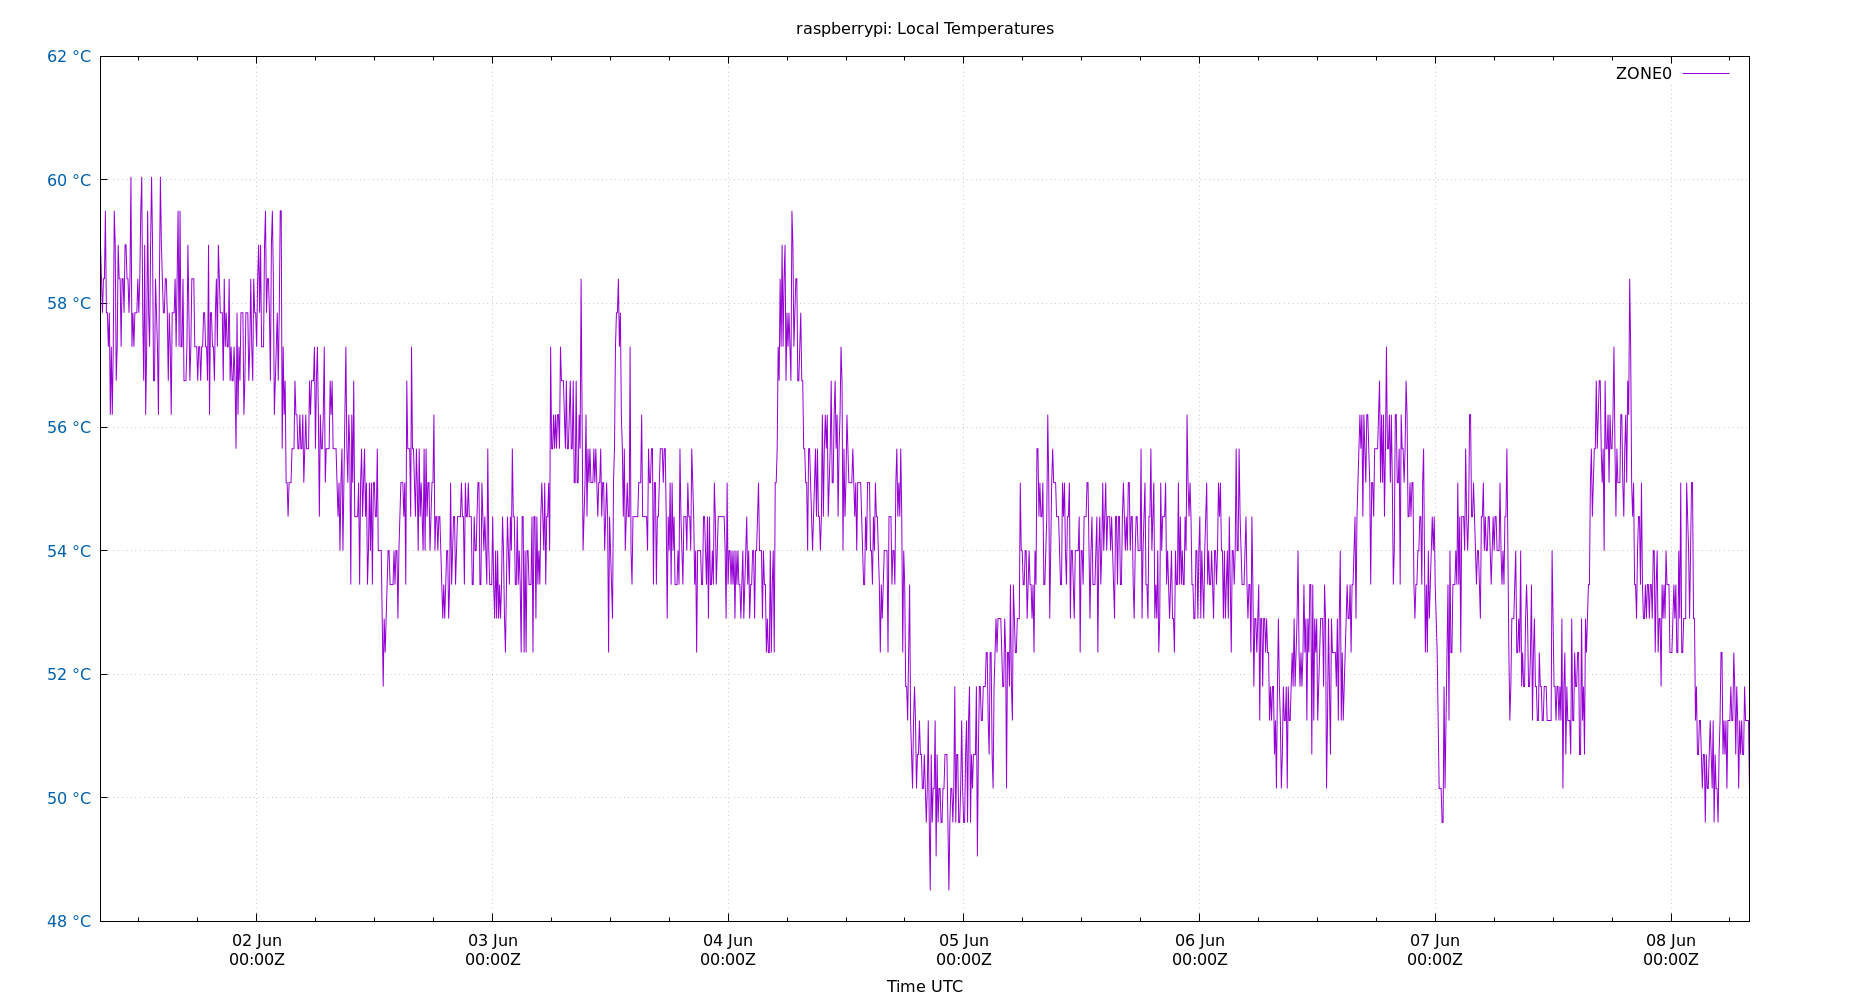 raspberrypi: Local Temperatures
62 °C
ZONE0
60 °C
58 °C
56 °C
54 °C
52 °C
50 °C
48 °C
02 Jun 03 Jun 04 Jun 05 Jun 06 Jun 07 Jun 08 Jun
00:00Z 00:00Z 00:00Z 00:00Z 00:00Z 00:00Z 00:00Z
Time UTC